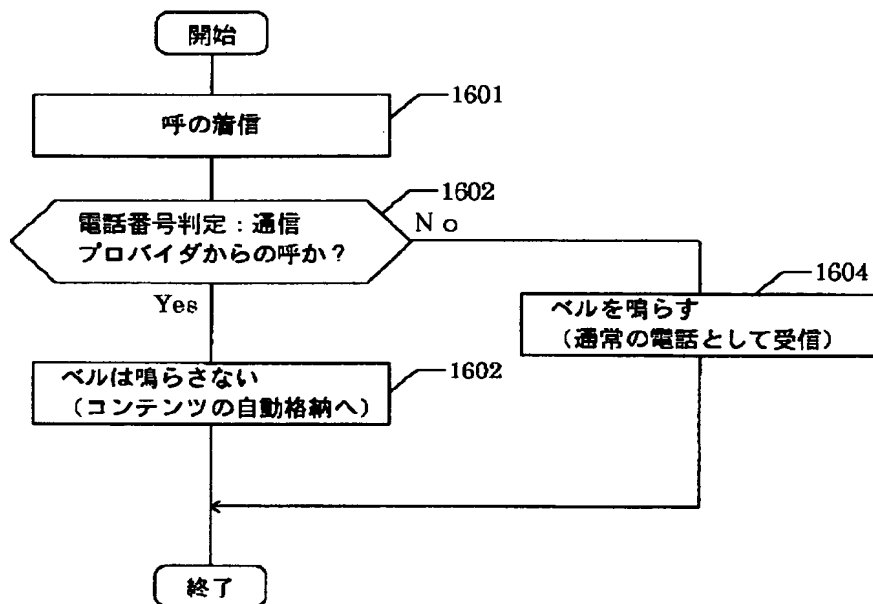 開始
1601
呼の着信
1602
電話番号判定：通信
プロバイダからの呼か？
No
Yes
1604
ベルを鳴らす
（通常の電話として受信）
1602
ベルは鳴らさない
（コンテンツの自動格納へ）
終了